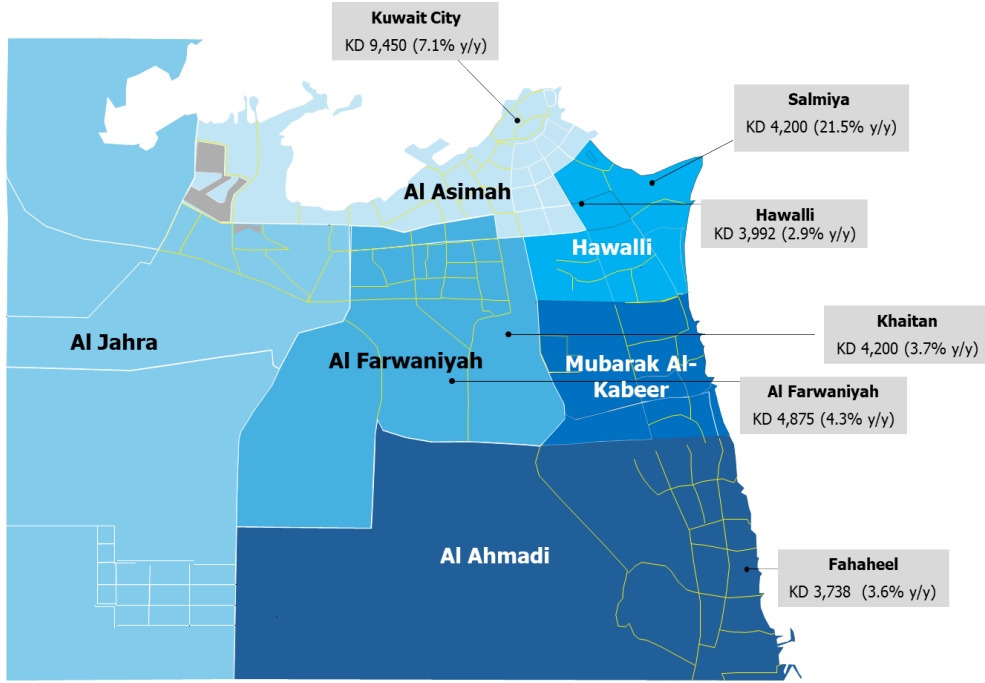 Kuwait City
KD 9,450 (7.1% y/y)
Salmiya
KD 4,200 (21.5% y/y)
Al Asimah
Hawalli
KD 3,992 (2.9% y/y)
Hawalli
Khaitan
KD 4,200 (3.7% y/y)
Al Jahra
Al Farwaniyah
Mubarak Al-
Kabeer
Al Farwaniyah
KD 4,875 (4.3% y/y)
Al Ahmadi
Fahaheel
KD 3,738 (3.6% y/y)